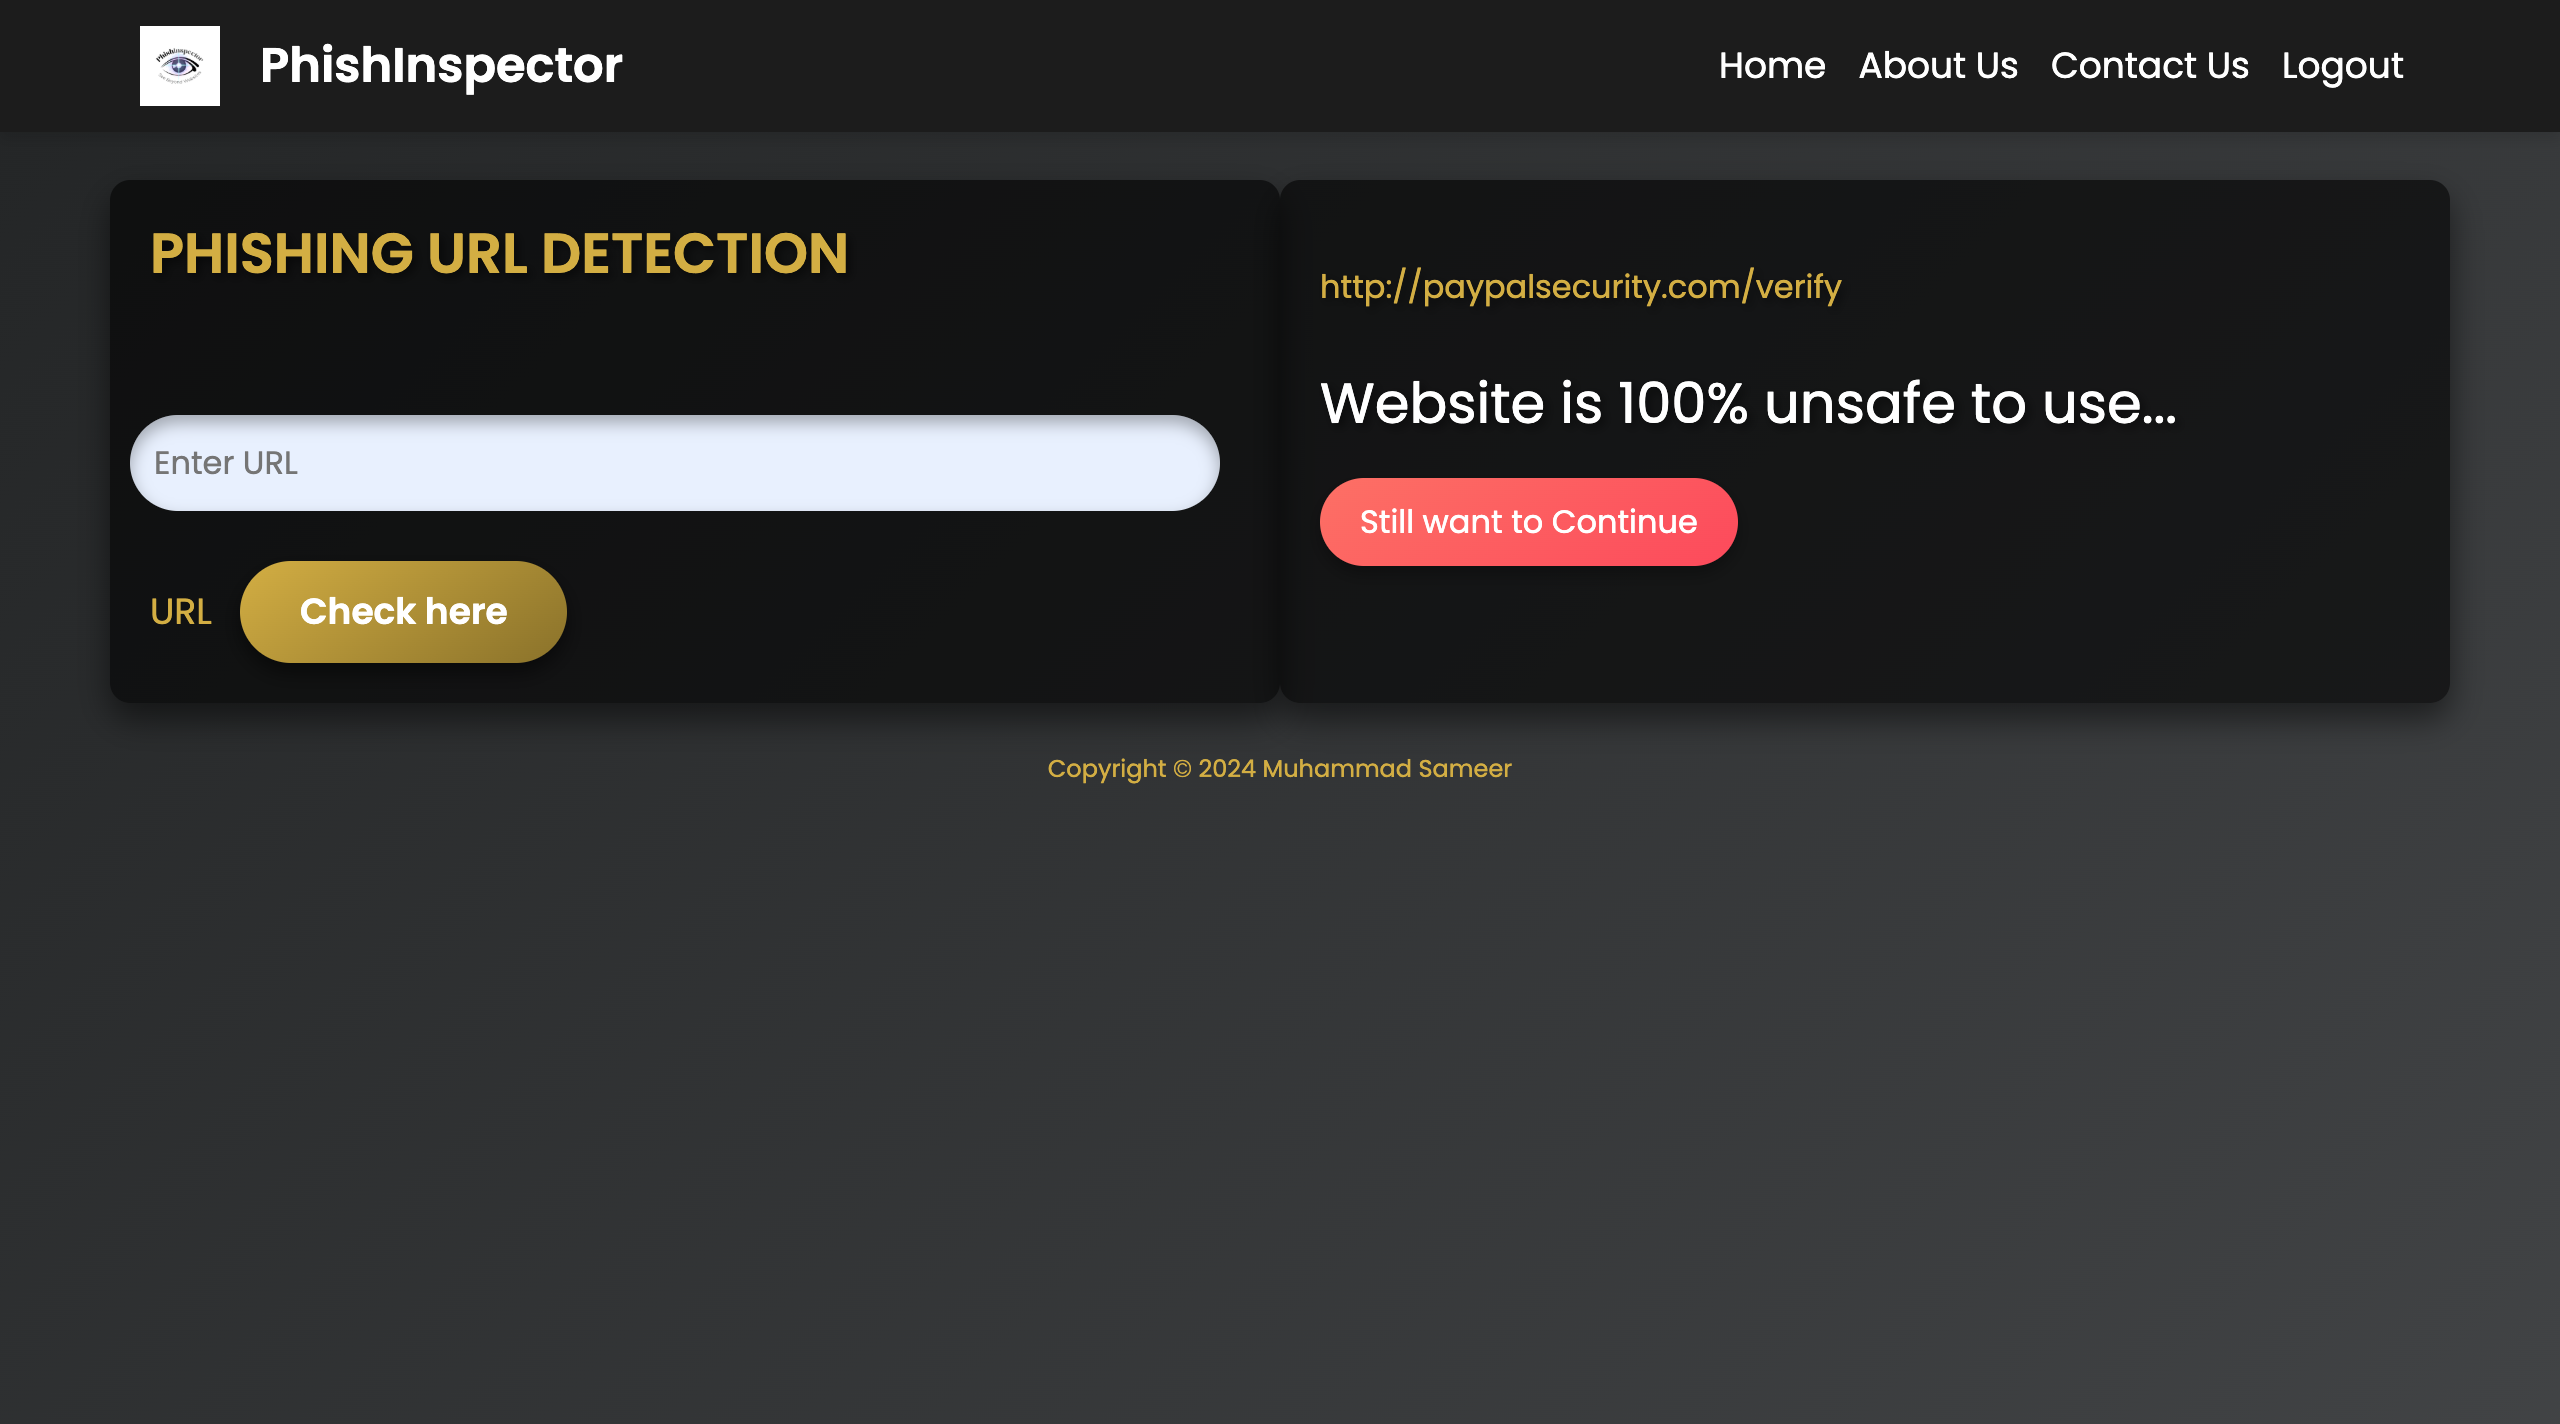 PhishInspector
PhishInspector
Home About Us Contact Us Logout
PHISHING URL DETECTION
Enter URL
URL Check here
http://paypalsecurity.com/verify
Website is 100% unsafe to use...
Still want to Continue
Copyright © 2024 Muhammad Sameer